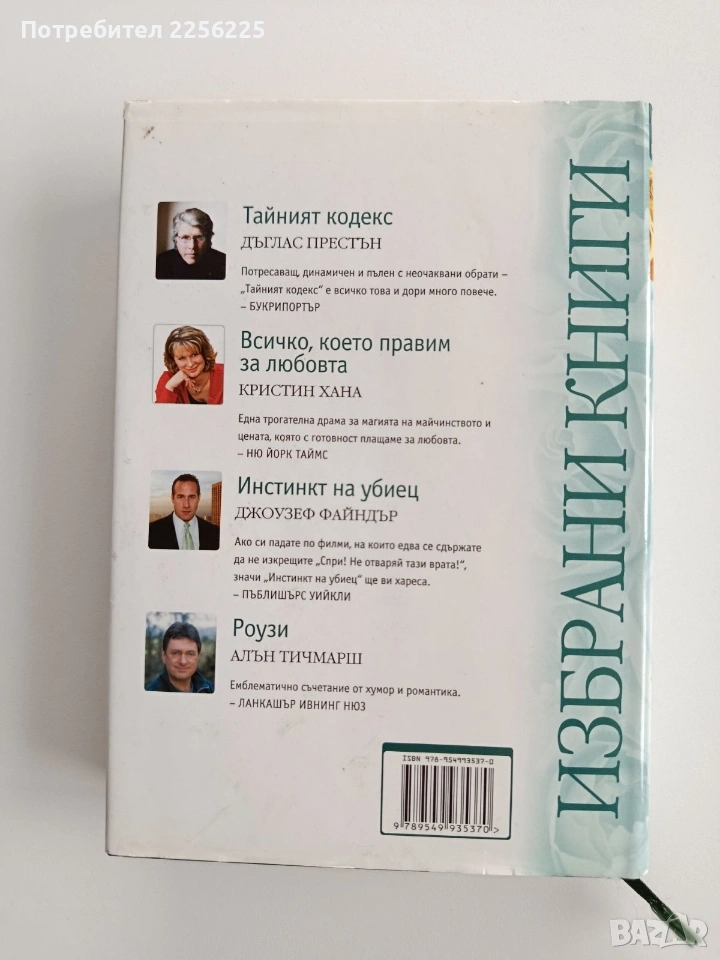 Потребител 2256225
Тайният кодекс
ДЪГЛАС ПРЕСТЪН
Потресаващ, динамичен и пълен с неочаквани обрати –
„Тайният кодекс“ е всичко това и дори много повече.
– БУКРИПОРТЪР
Всичко, което правим
за любовта
КРИСТИН ХАНА
Една трогателна драма за магията на майчинството и
цената, която с готовност плащаме за любовта.
– НЮ ЙОРК ТАЙМС
Инстинкт на убиец
ДЖОУЗЕФ ФАЙНДЪР
Ако си падате по филми, на които едва се сдържате
да не изкрещите „Спри! Не отваряй тази врата!“,
значи „Инстинкт на убиец“ ще ви хареса.
– ПЪБЛИШЪРС УИЙКЛИ
Роузи
АЛЪН ТИЧМАРШ
Емблематично съчетание от хумор и романтика.
– ЛАНКАШЪР ИВНИНГ НЮЗ
ИЗБРАНИ КНИГИ
ISBN 978-954993537-0
9 789549 935370 >
BAZAR